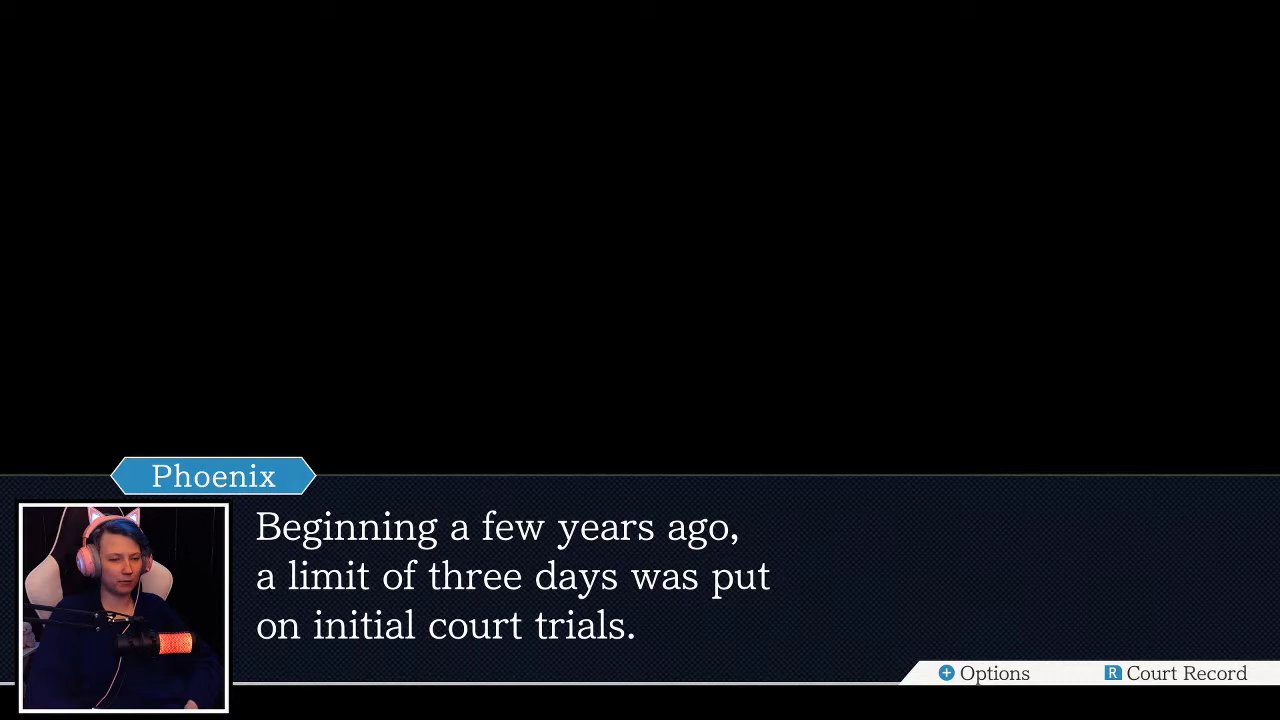 Phoenix
Beginning a few years ago,
a limit of three days was put
on initial court trials.
+ Options
R Court Record